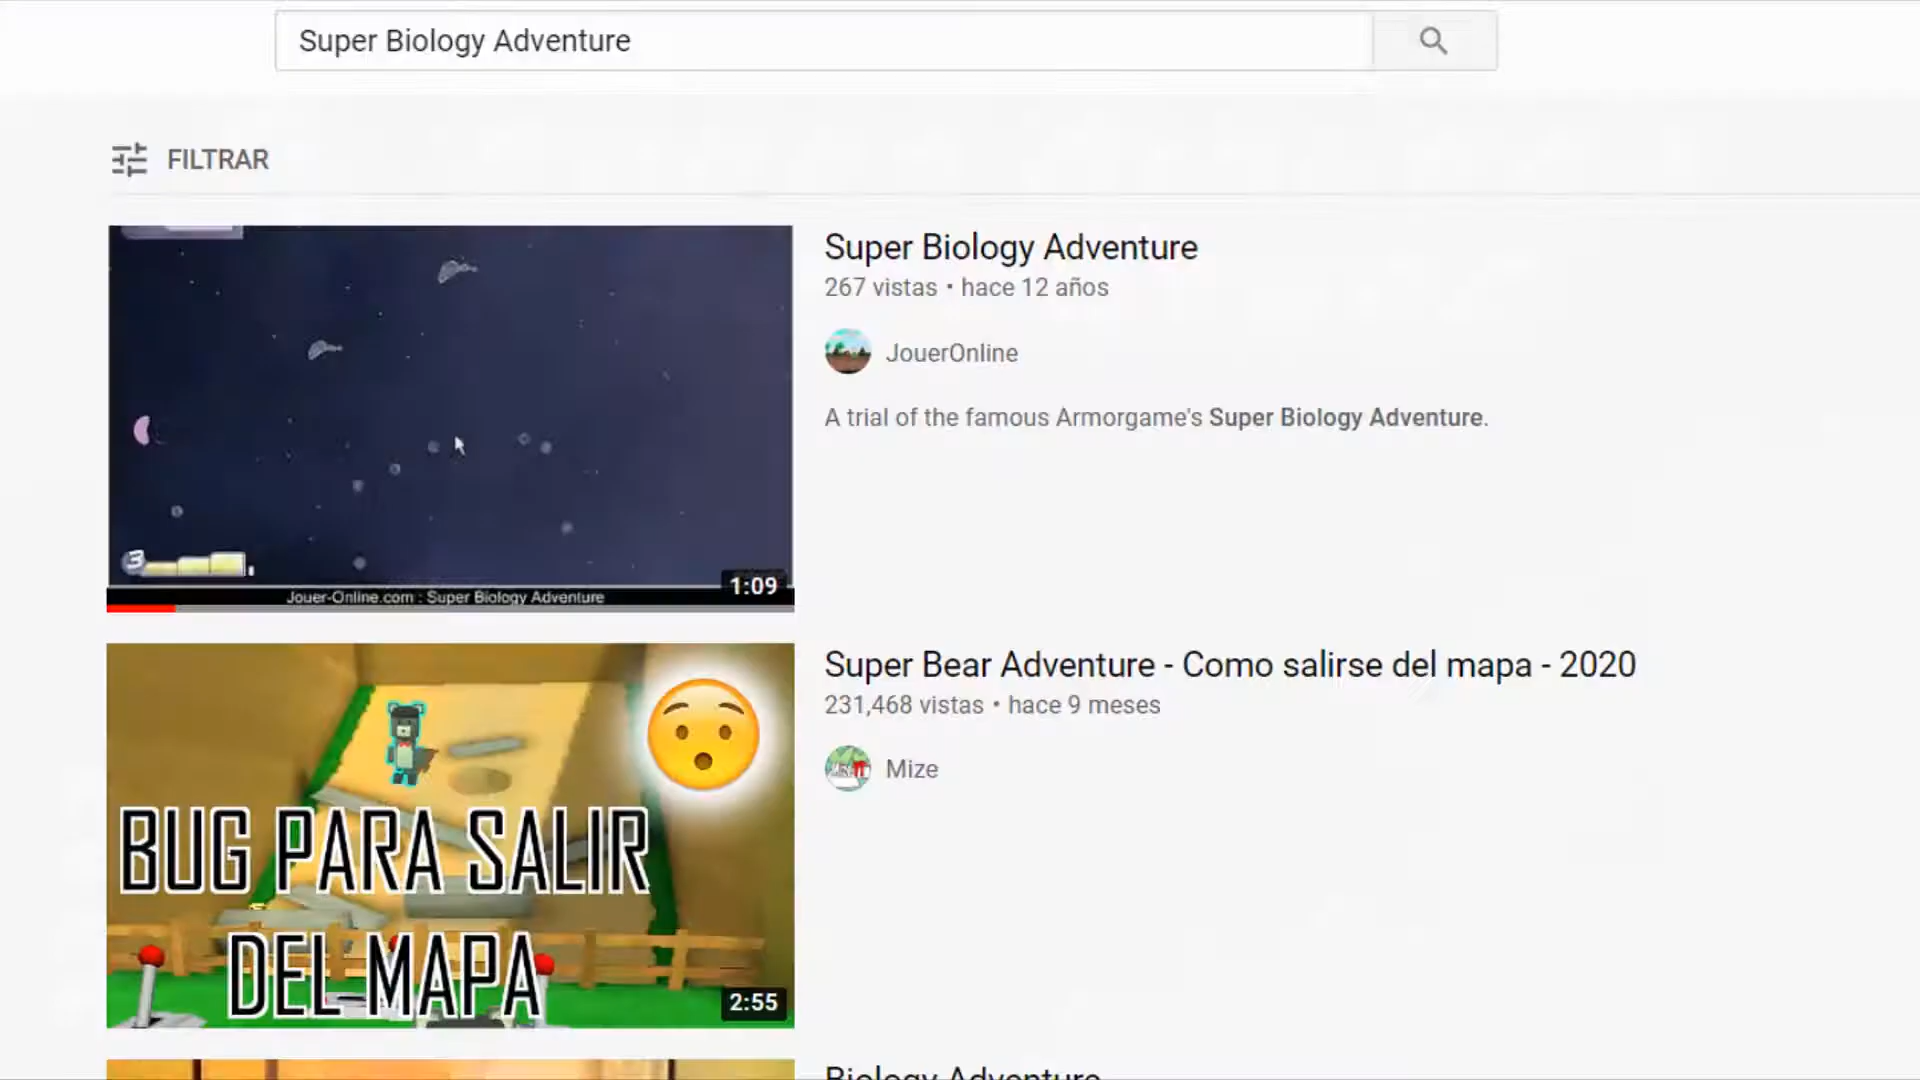 Super Biology Adventure
FILTRAR
Super Biology Adventure
267 vistas • hace 12 años
JouerOnline
A trial of the famous Armorgame's Super Biology Adventure.
3
1:09
Jouer-Online.com : Super Biology Adventure
Super Bear Adventure - Como salirse del mapa - 2020
231,468 vistas • hace 9 meses
Mize
BUG PARA SALIR
DEL MAPA
2:55
Biology Adventure